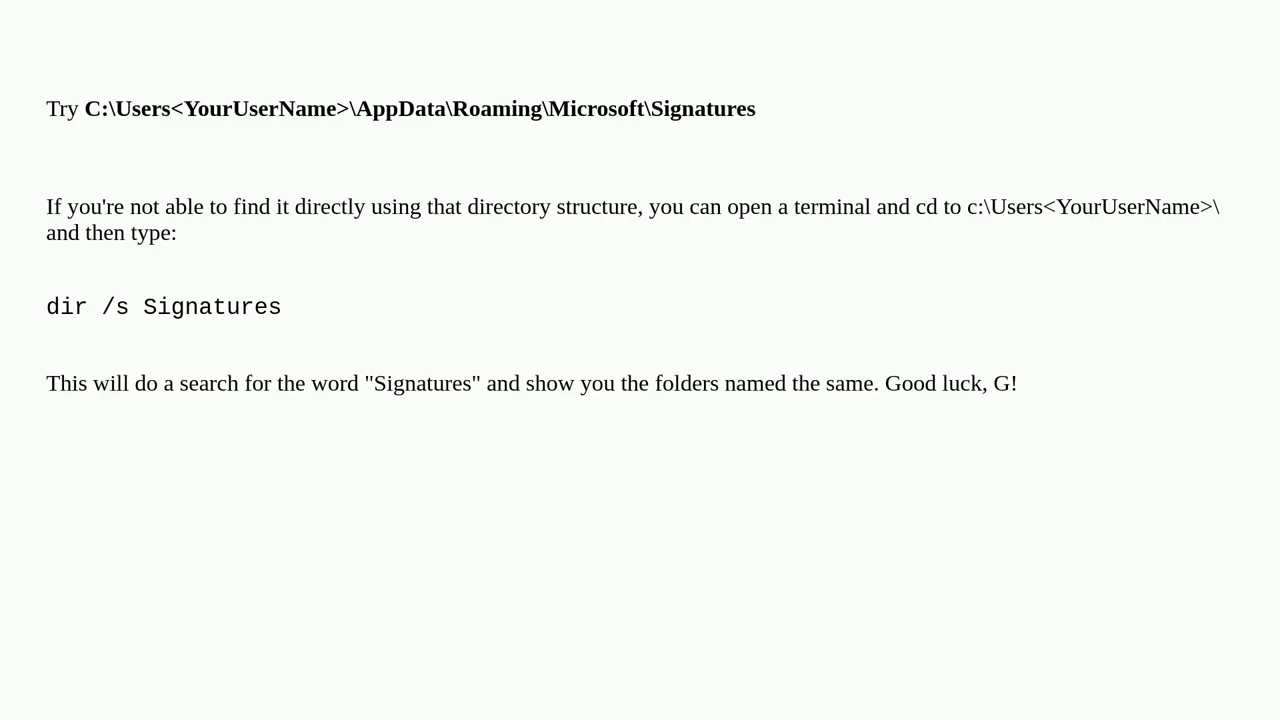 Try C:\Users<YourUserName>\AppData\Roaming\Microsoft\Signatures
If you're not able to find it directly using that directory structure, you can open a terminal and cd to c:\Users<YourUserName>\
and then type:
dir /s Signatures
This will do a search for the word "Signatures" and show you the folders named the same. Good luck, G!